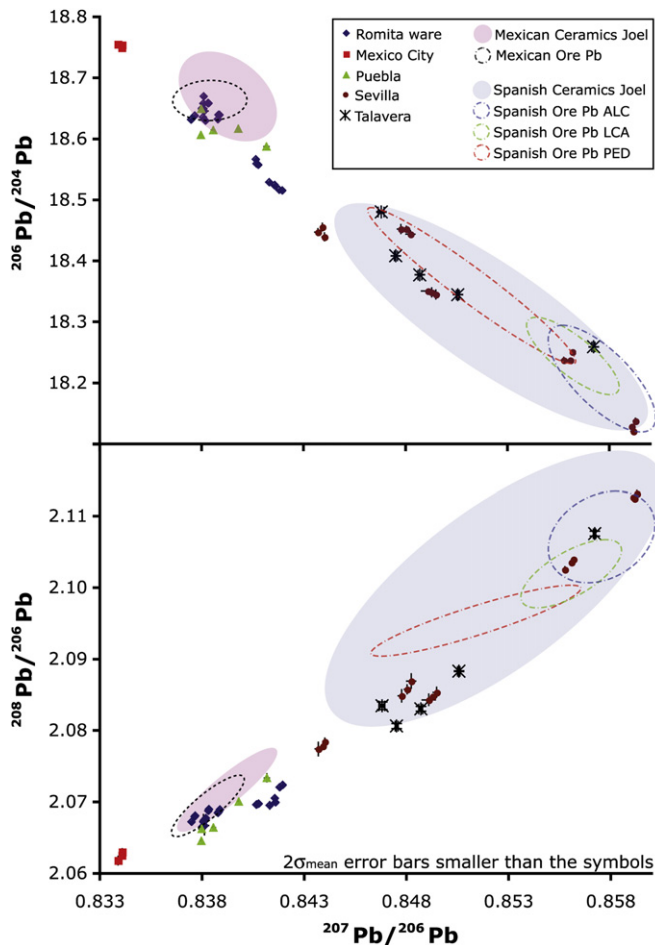 18.8
18.7
18.6
18.5
18.4
18.3
18.2
206Pb/204Pb
Romita ware
Mexico City
Puebla
Sevilla
Talavera
Mexican Ceramics Joel
Mexican Ore Pb
Spanish Ceramics Joel
Spanish Ore Pb ALC
Spanish Ore Pb LCA
Spanish Ore Pb PED
2.11
2.10
2.09
2.08
2.07
2.06
208Pb/206Pb
2σmean error bars smaller than the symbols
0.833 0.838 0.843 0.848 0.853 0.858
207Pb/206Pb